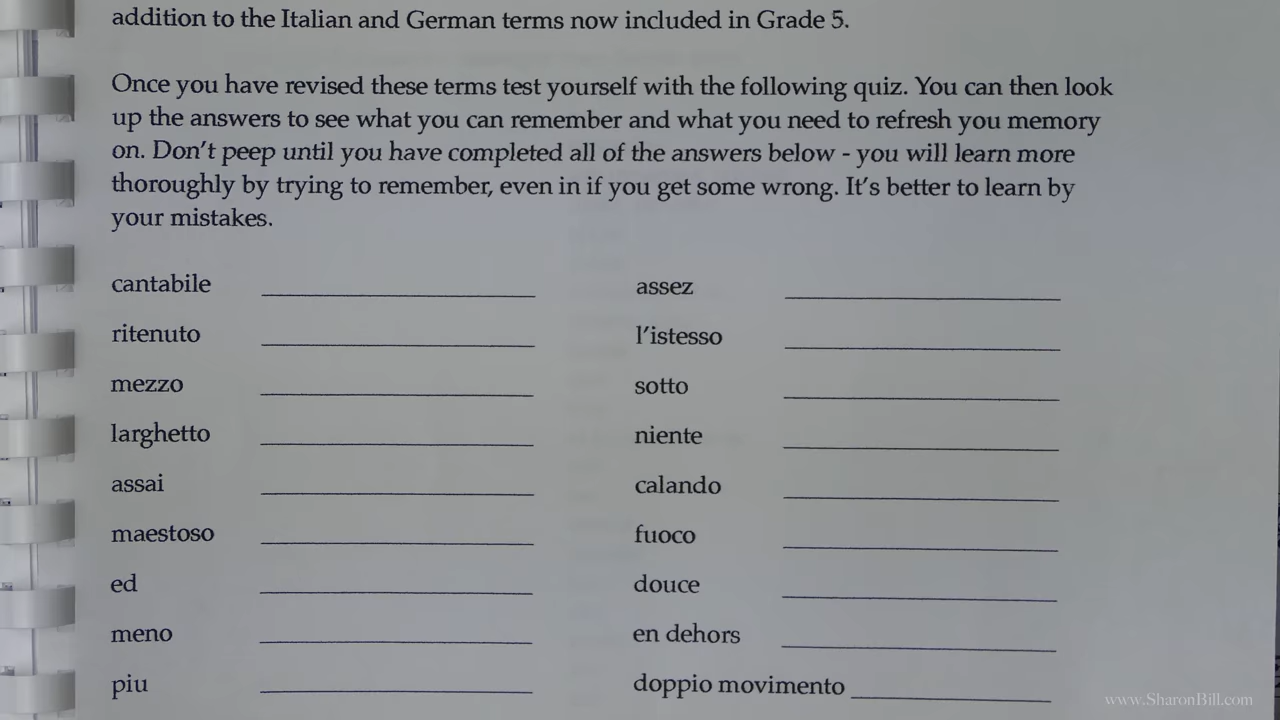 addition to the Italian and German terms now included in Grade 5.
Once you have revised these terms test yourself with the following quiz. You can then look
up the answers to see what you can remember and what you need to refresh you memory
on. Don't peep until you have completed all of the answers below - you will learn more
thoroughly by trying to remember, even in if you get some wrong. It's better to learn by
your mistakes.
cantabile
ritenuto
mezzo
larghetto
assai
maestoso
ed
meno
piu
assez
l'istesso
sotto
niente
calando
fuoco
douce
en dehors
doppio movimento
www.SharonBill.com